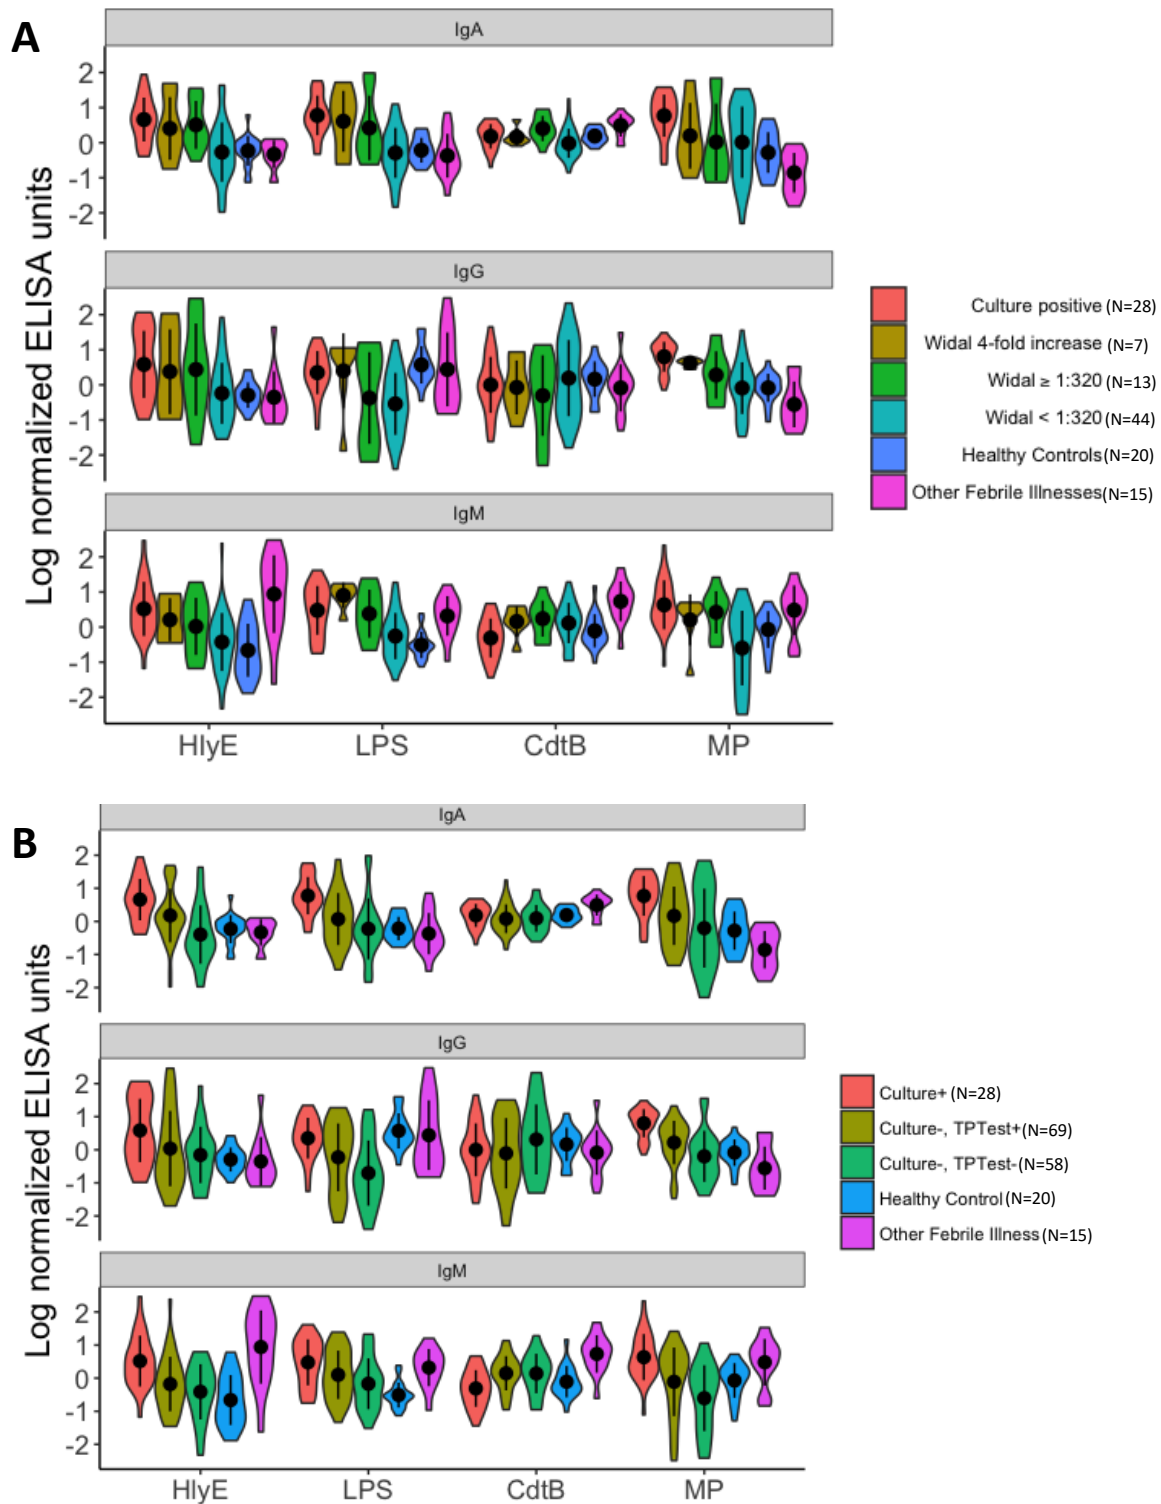 A
IgA
2
1
0
-1
-2
IgG
2
1
0
-1
-2
IgM
2
1
0
-1
-2
Log normalized ELISA units
HlyE LPS CdtB MP
Culture positive (N=28)
Widal 4-fold increase (N=7)
Widal ≥ 1:320 (N=13)
Widal < 1:320 (N=44)
Healthy Controls (N=20)
Other Febrile Illnesses(N=15)
B
IgA
2
1
0
-1
-2
IgG
2
1
0
-1
-2
IgM
2
1
0
-1
-2
Log normalized ELISA units
HlyE LPS CdtB MP
Culture+ (N=28)
Culture-, TPTest+(N=69)
Culture-, TPTest-(N=58)
Healthy Control (N=20)
Other Febrile Illness (N=15)